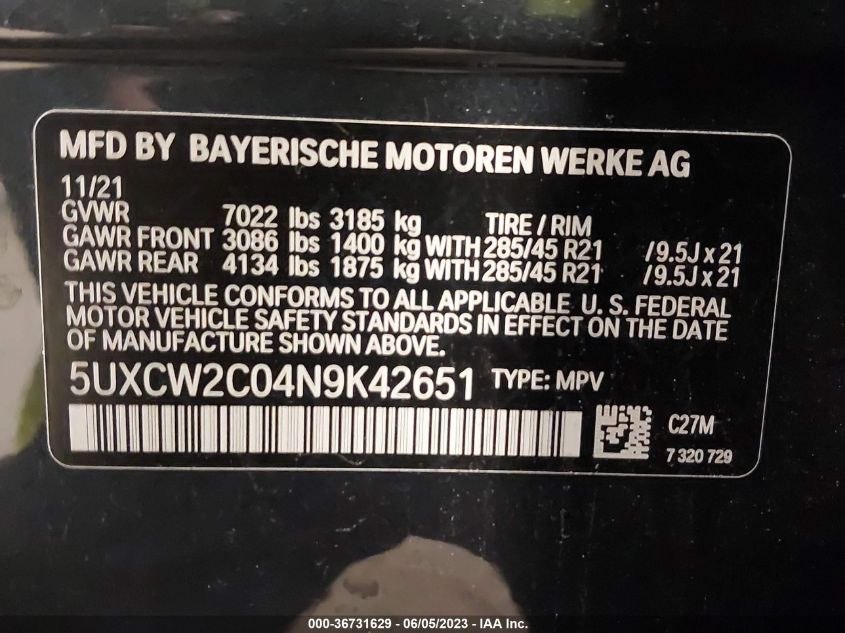 MFD BY BAYERISCHE MOTOREN WERKE AG
11/21
GVWR 7022 lbs 3185 kg TIRE / RIM
GAWR FRONT 3086 lbs 1400 kg WITH 285/45 R21 /9.5J x 21
GAWR REAR 4134 lbs 1875 kg WITH 285/45 R21 /9.5J x 21
THIS VEHICLE CONFORMS TO ALL APPLICABLE U. S. FEDERAL
MOTOR VEHICLE SAFETY STANDARDS IN EFFECT ON THE DATE
OF MANUFACTURE SHOWN ABOVE.
5UXCW2C04N9K42651 TYPE: MPV
C27M
7 320 729
000-36731629 - 06/05/2023 - IAA Inc.